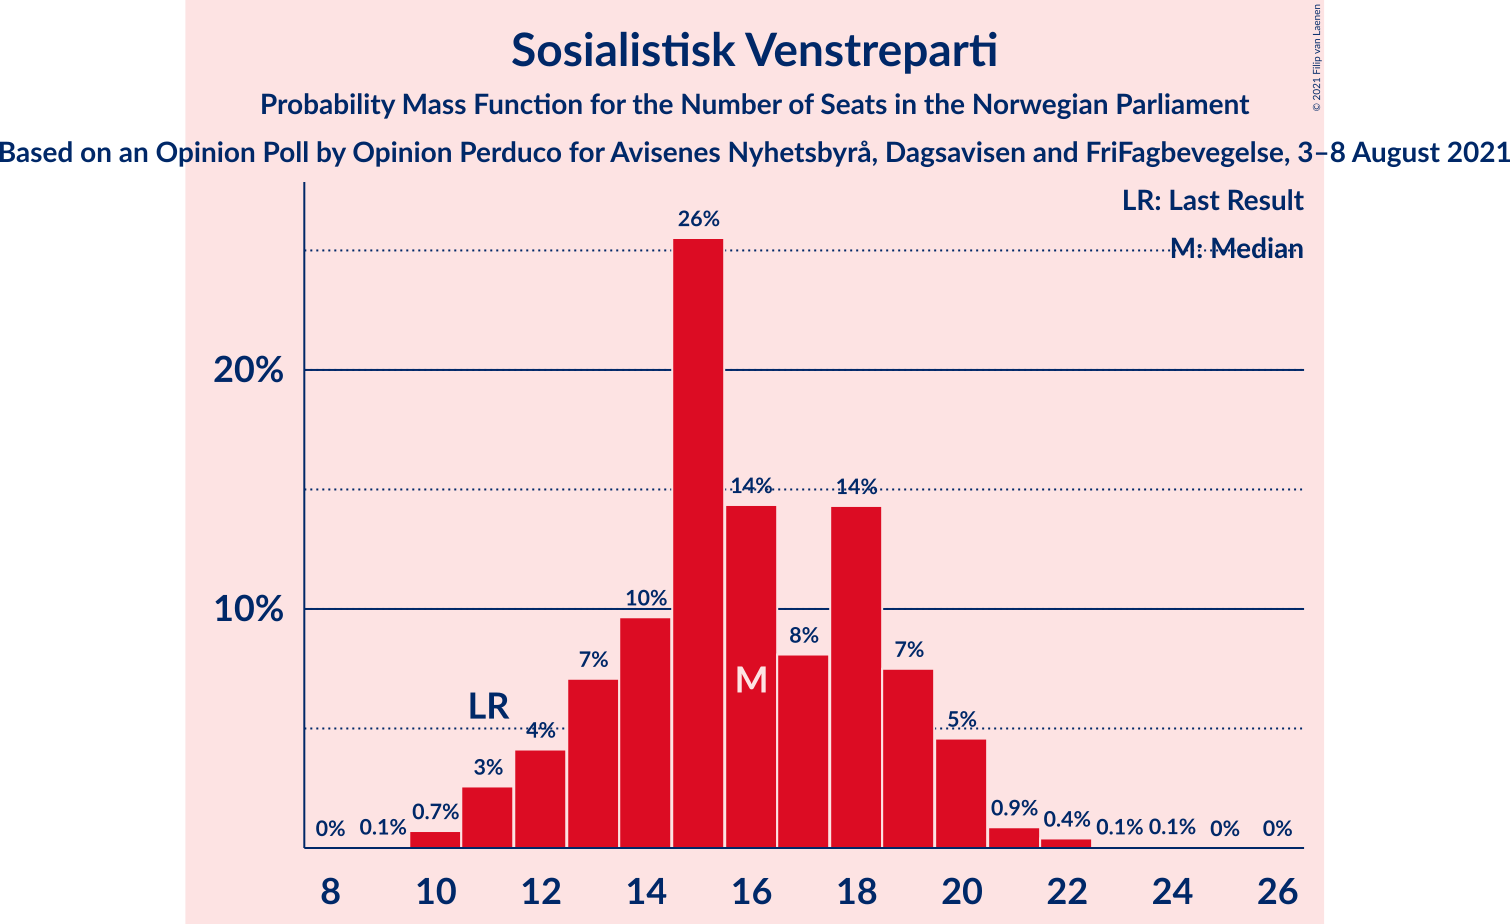 Sosialistisk Venstreparti
Probability Mass Function for the Number of Seats in the Norwegian Parliament
Based on an Opinion Poll by Opinion Perduco for Avisenes Nyhetsbyrå, Dagsavisen and FriFagbevegelse, 3–8 August 2021
© 2021 Filip van Laenen
LR: Last Result
M: Median
26%
20%
14% 14%
10%
10%
8%
7% 7%
M
LR
5%
4%
3%
0% 0.1% 0.7% 0.9% 0.4% 0.1% 0.1% 0% 0%
8 10 12 14 16 18 20 22 24 26